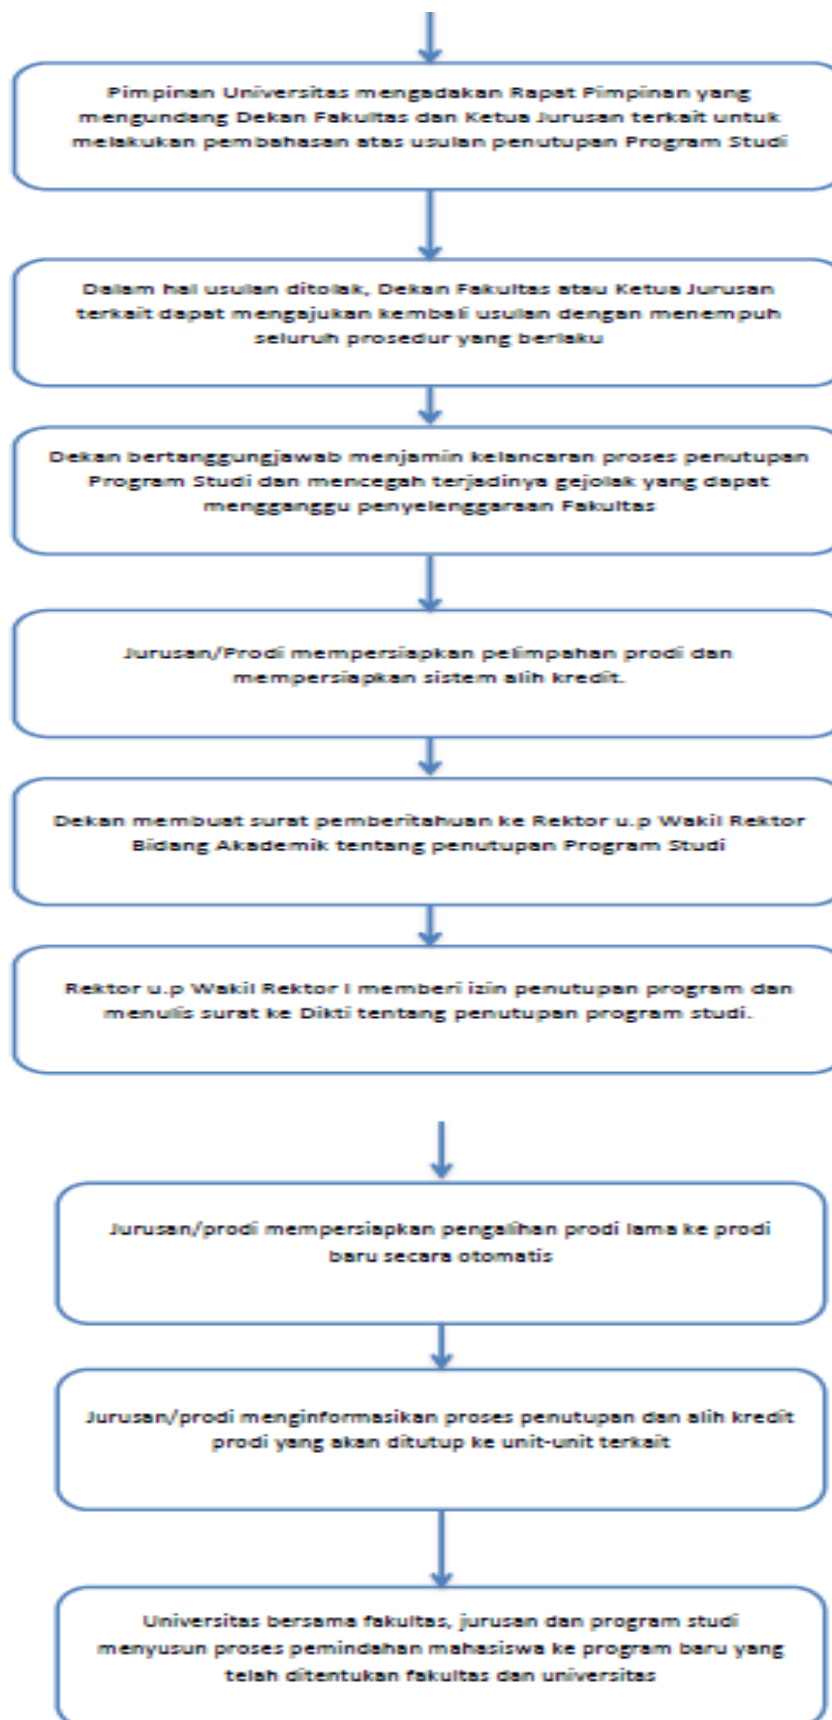 Pimpinan Universitas mengadakan Rapat Pimpinan yang
mengundang Dekan Fakultas dan Ketua Jurusan terkait untuk
melakukan pembahasan atas usulan penutupan Program Studi
Dalam hal usulan ditolak, Dekan Fakultas atau Ketua Jurusan
terkait dapat mengajukan kembali usulan dengan menempuh
seluruh prosedur yang berlaku
Dekan bertanggungjawab menjamin kelancaran proses penutupan
Program Studi dan mencegah terjadinya gejolak yang dapat
mengganggu penyelenggaraan Fakultas
Jurusan/Prodi mempersiapkan pelimpahan prodi dan
mempersiapkan sistem alih kredit.
Dekan membuat surat pemberitahuan ke Rektor u.p Wakil Rektor
Bidang Akademik tentang penutupan Program Studi
Rektor u.p Wakil Rektor I memberi izin penutupan program dan
menulis surat ke Dikti tentang penutupan program studi.
Jurusan/prodi mempersiapkan pengalihan prodi lama ke prodi
baru secara otomatis
Jurusan/prodi menginformasikan proses penutupan dan alih kredit
prodi yang akan ditutup ke unit-unit terkait
Universitas bersama fakultas, jurusan dan program studi
menyusun proses pemindahan mahasiswa ke program baru yang
telah ditentukan fakultas dan universitas